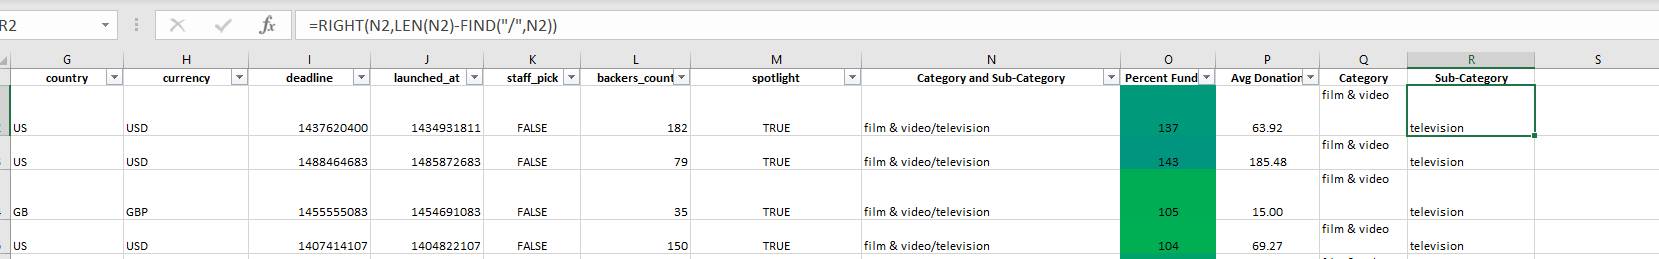 R2 fx =RIGHT(N2,LEN(N2)-FIND("/",N2))
G H I J K L M N O P Q R S
country currency deadline launched_at staff_pick backers_count spotlight Category and Sub-Category Percent Fund Avg Donation Category Sub-Category
US USD 1437620400 1434931811 FALSE 182 TRUE film & video/television 137 63.92 film & video television
US USD 1488464683 1485872683 FALSE 79 TRUE film & video/television 143 185.48 film & video television
GB GBP 1455555083 1454691083 FALSE 35 TRUE film & video/television 105 15.00 film & video television
US USD 1407414107 1404822107 FALSE 150 TRUE film & video/television 104 69.27 film & video television